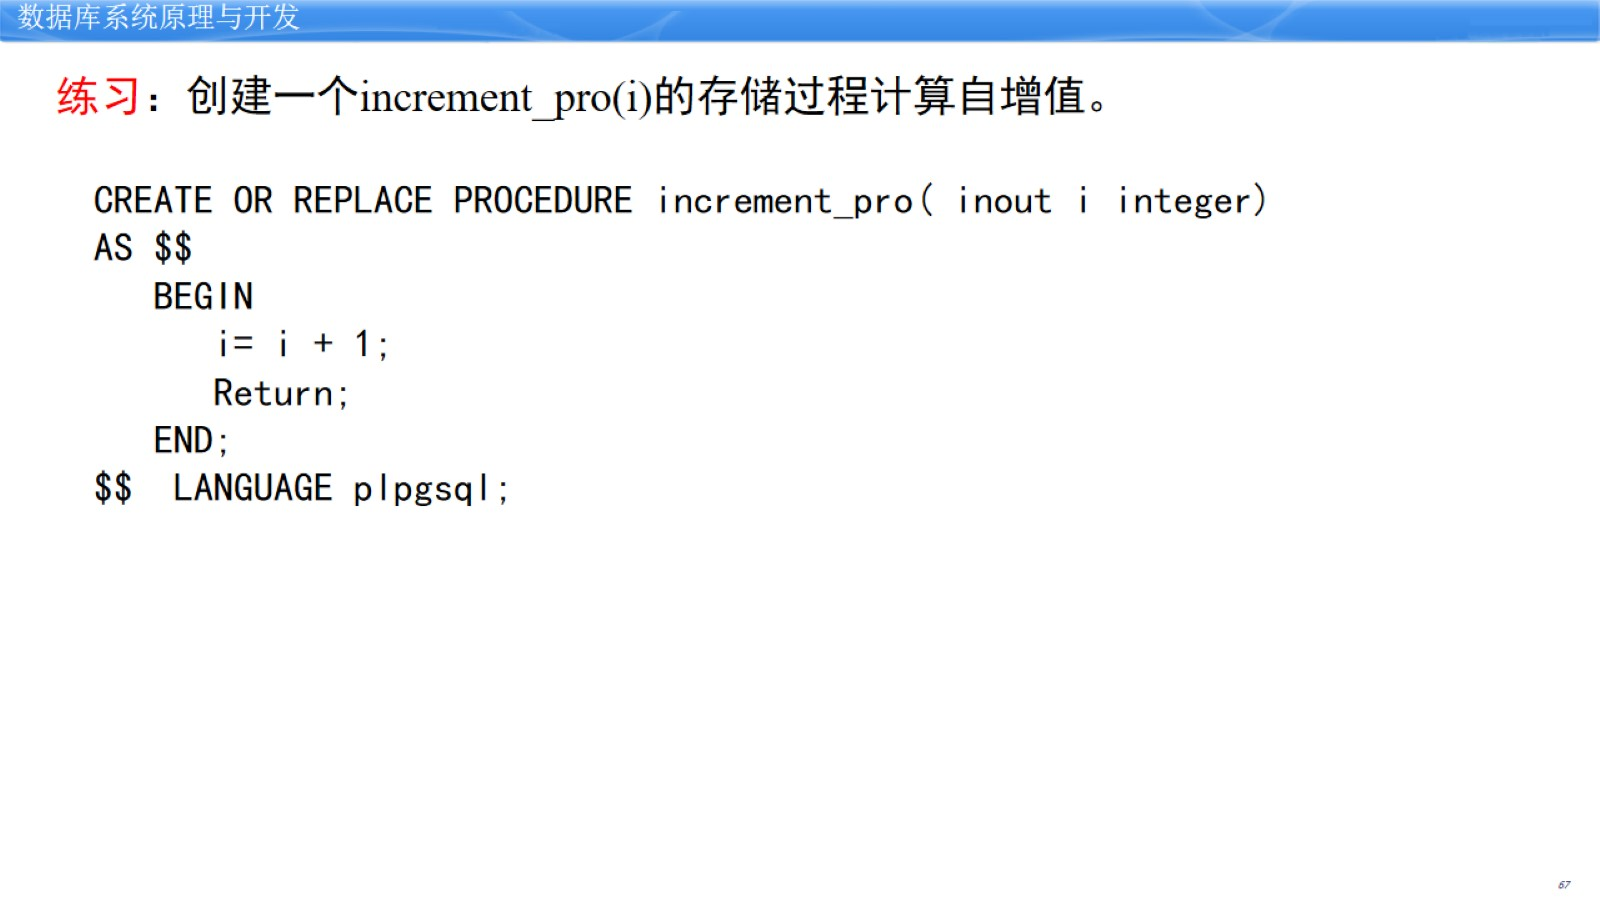 数据库系统原理与开发
练习：创建一个increment_pro(i)的存储过程计算自增值。
CREATE OR REPLACE PROCEDURE increment_pro( inout i integer)
AS $$
BEGIN
i= i + 1;
Return;
END;
$$  LANGUAGE plpgsql;
67